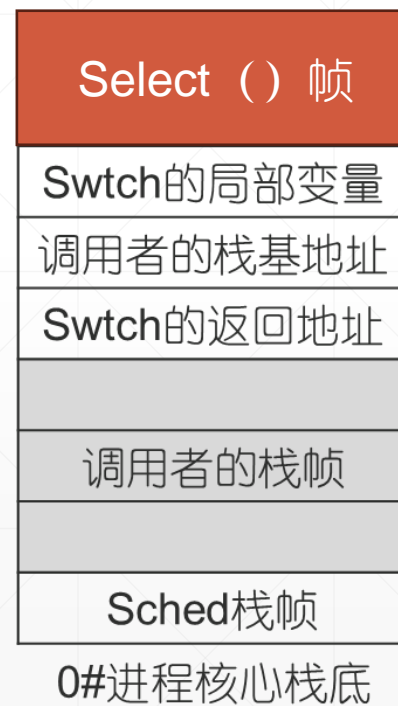 Select（）帧
Swtch的局部变量
调用者的栈基地址
Swtch的返回地址
调用者的栈帧
Sched栈帧
0#进程核心栈底